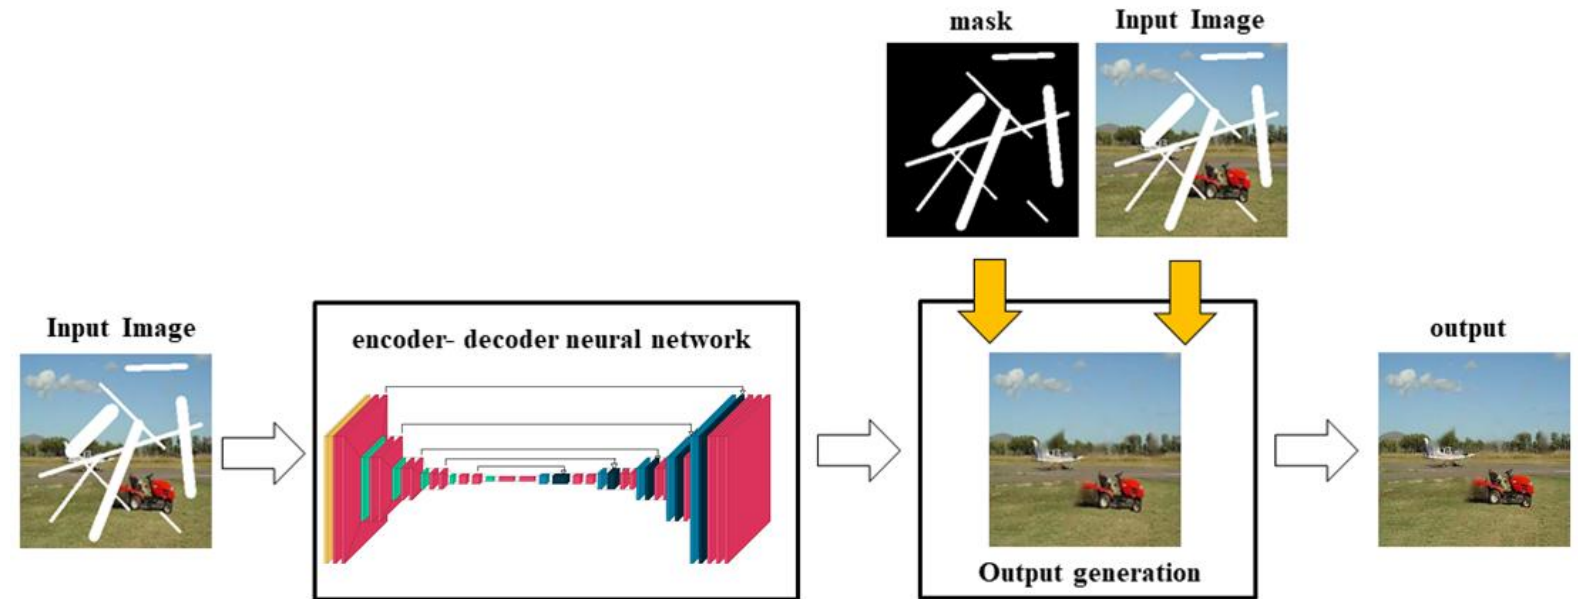 mask
Input Image
Input Image
encoder- decoder neural network
output
Output generation